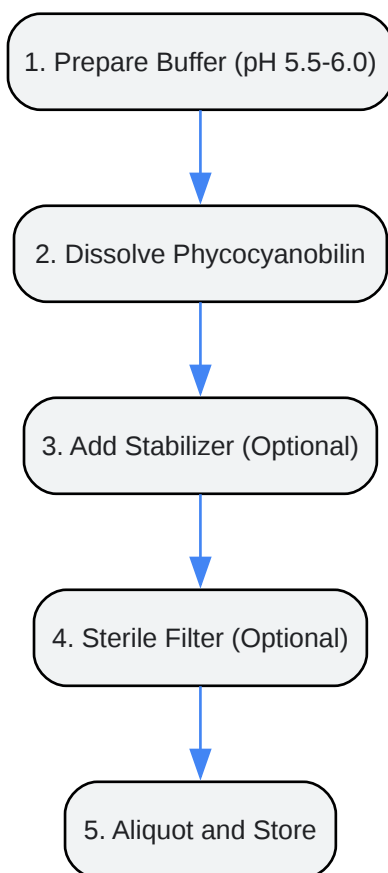 1. Prepare Buffer (pH 5.5-6.0)
2. Dissolve Phycocyanobilin
3. Add Stabilizer (Optional)
4. Sterile Filter (Optional)
5. Aliquot and Store